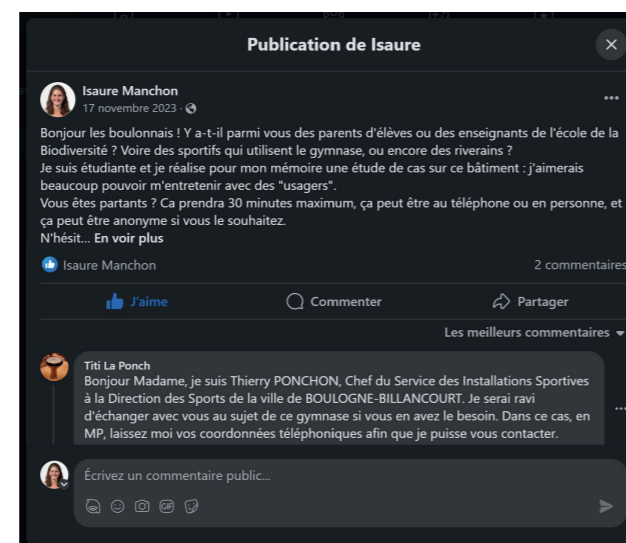 Publication de Isaure
Isaure Manchon
17 novembre 2023 ·
Bonjour les boulonnais ! Y a-t-il parmi vous des parents d'élèves ou des enseignants de l'école de la
Biodiversité ? Voire des sportifs qui utilisent le gymnase, ou encore des riverains ?
Je suis étudiante et je réalise pour mon mémoire une étude de cas sur ce bâtiment : j'aimerais
beaucoup pouvoir m'entretenir avec des "usagers".
Vous êtes partants ? Ca prendra 30 minutes maximum, ça peut être au téléphone ou en personne, et
ça peut être anonyme si vous le souhaitez.
N'hésit... En voir plus
Isaure Manchon
2 commentaires
J'aime
Commenter
Partager
Les meilleurs commentaires
Titi La Ponch
Bonjour Madame, je suis Thierry PONCHON, Chef du Service des Installations Sportives
à la Direction des Sports de la ville de BOULOGNE-BILLANCOURT. Je serai ravi
d'échanger avec vous au sujet de ce gymnase si vous en avez le besoin. Dans ce cas, en
MP, laissez moi vos coordonnées téléphoniques afin que je puisse vous contacter.
Écrivez un commentaire public...
GIF